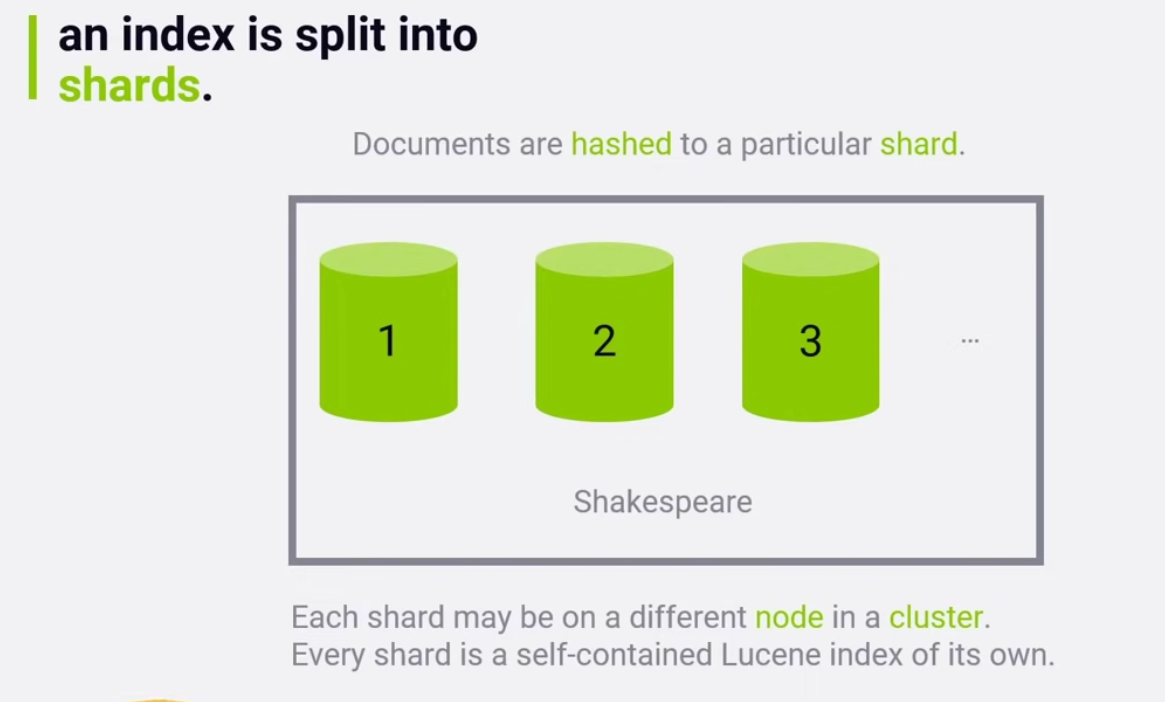 an index is split into
shards.
Documents are hashed to a particular shard.
1 2 3 ...
Shakespeare
Each shard may be on a different node in a cluster.
Every shard is a self-contained Lucene index of its own.